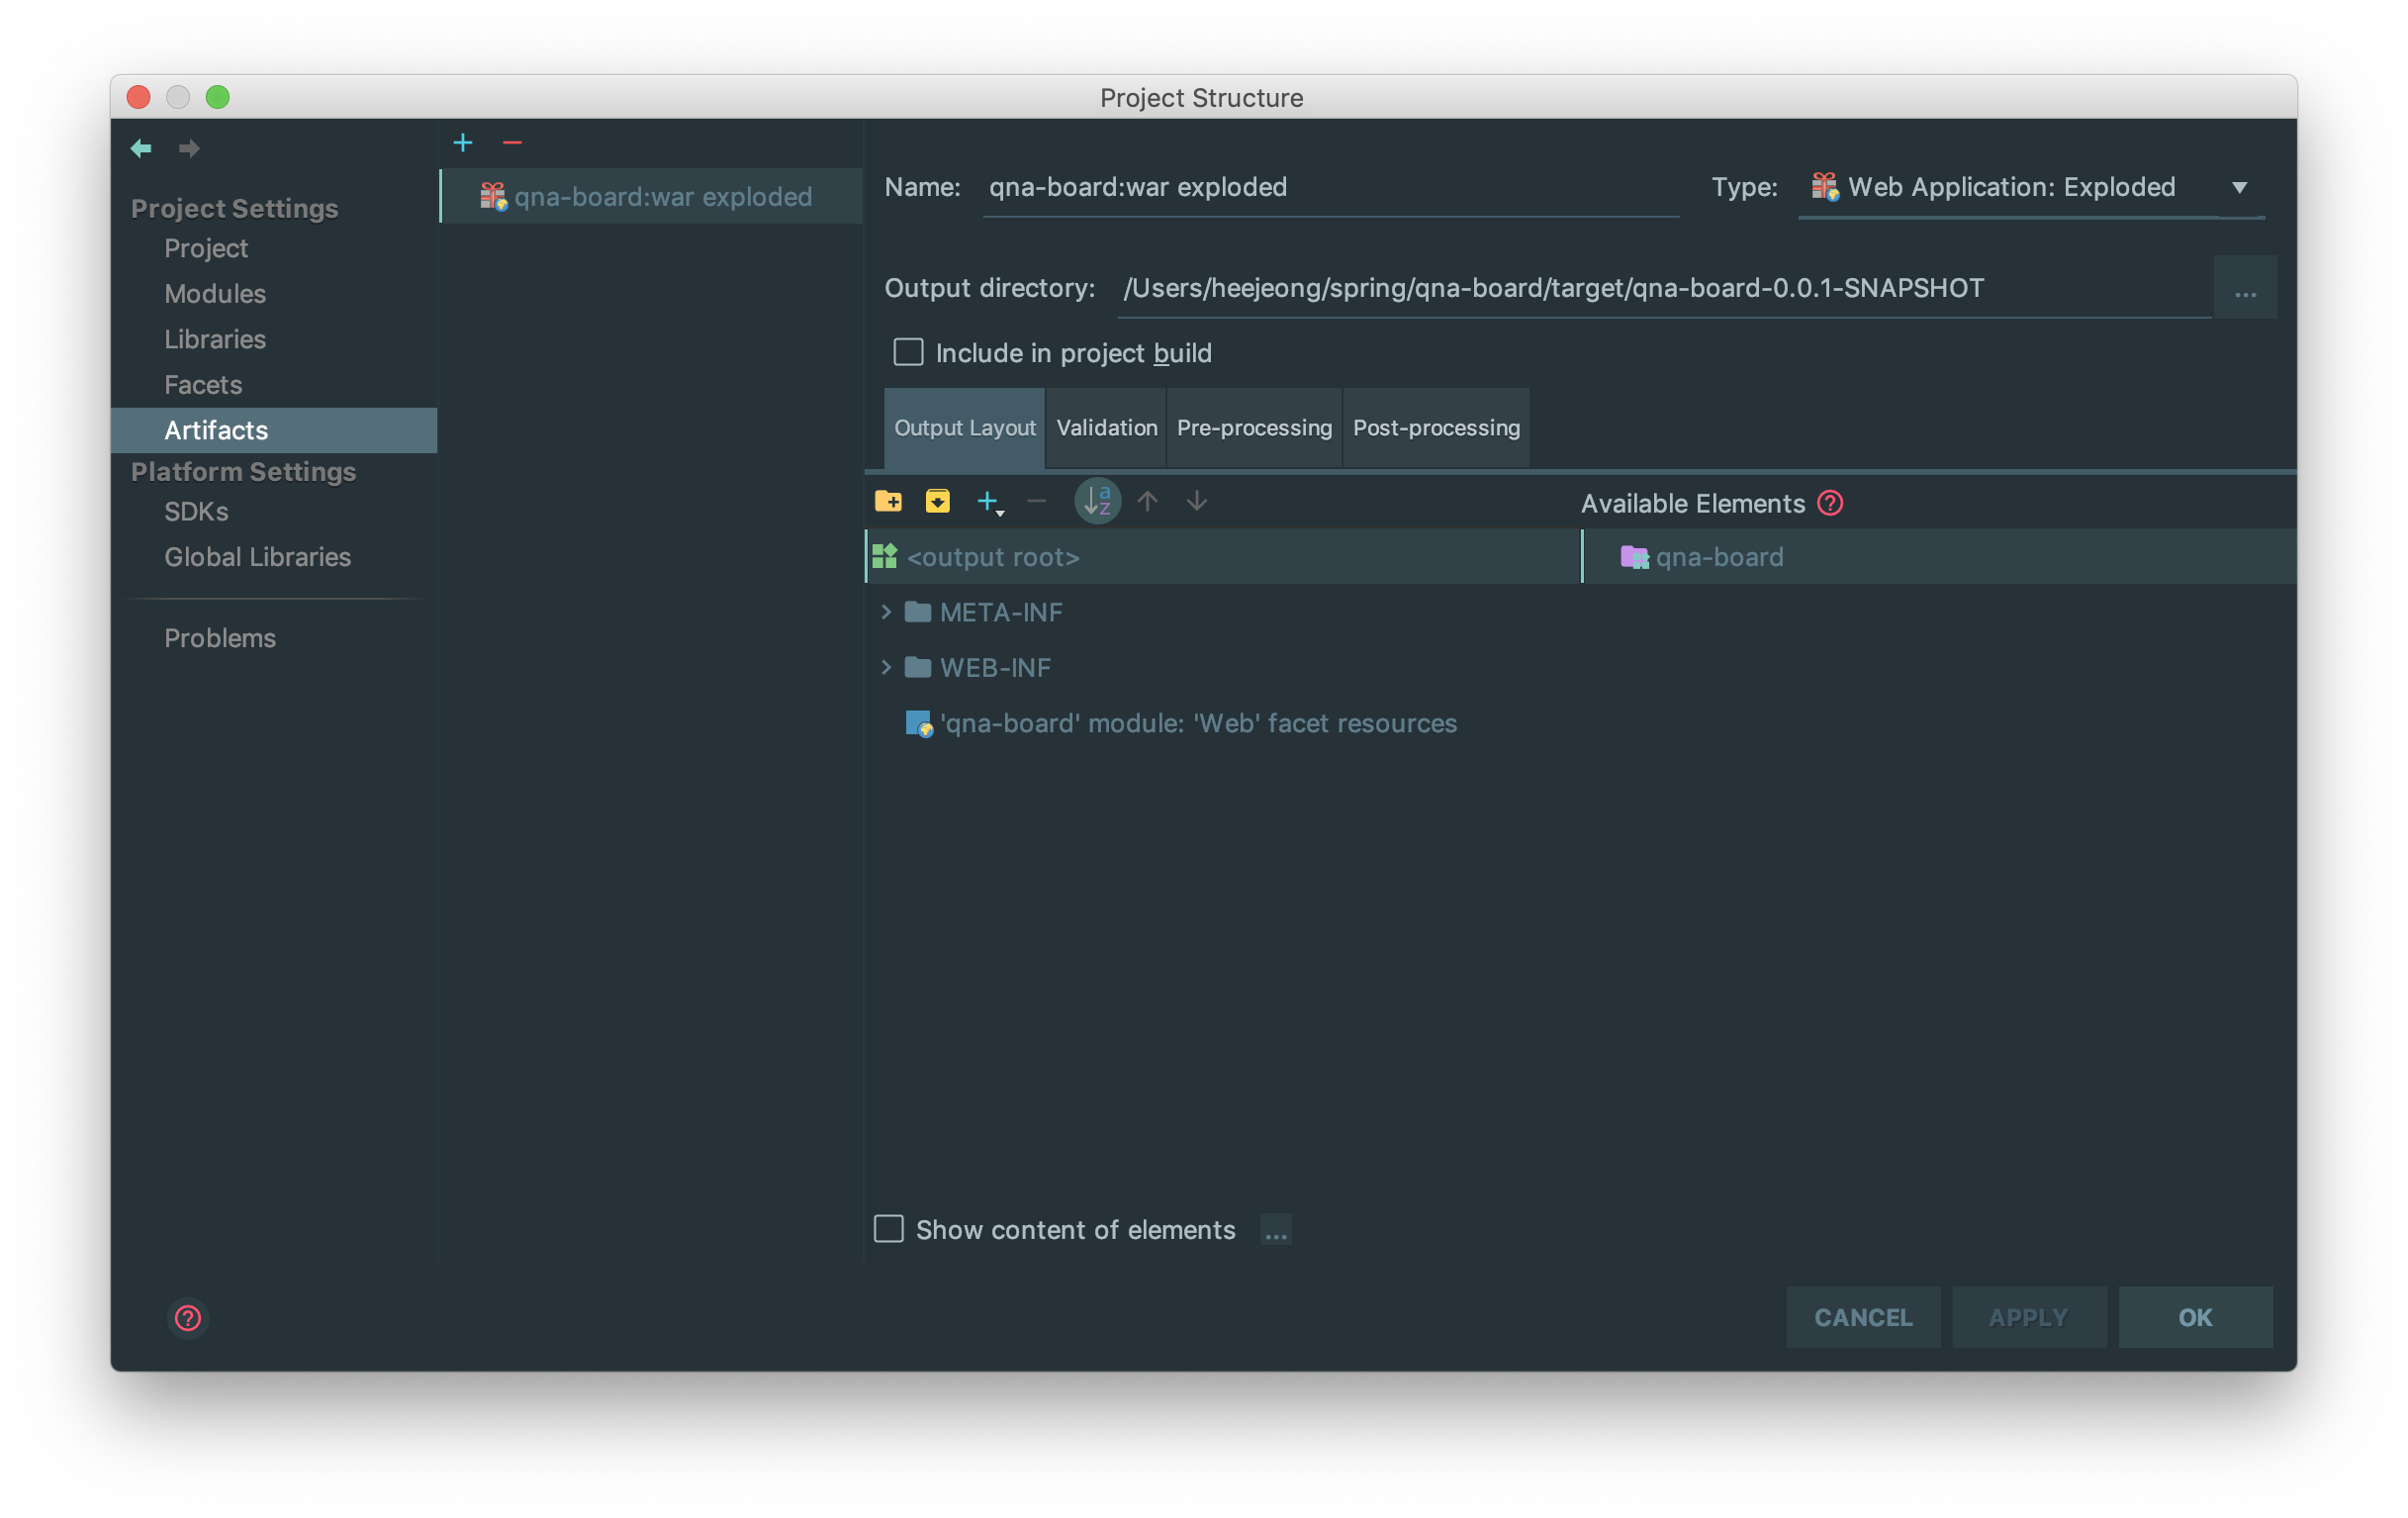 Project Structure
Project Settings
Project
Modules
Libraries
Facets
Artifacts
Platform Settings
SDKs
Global Libraries
Problems
qna-board:war exploded
Name: qna-board:war exploded
Type: Web Application: Exploded
Output directory: /Users/heejeong/spring/qna-board/target/qna-board-0.0.1-SNAPSHOT
...
Include in project build
Output Layout Validation Pre-processing Post-processing
Available Elements
<output root>
META-INF
WEB-INF
'qna-board' module: 'Web' facet resources
qna-board
Show content of elements ...
CANCEL APPLY OK